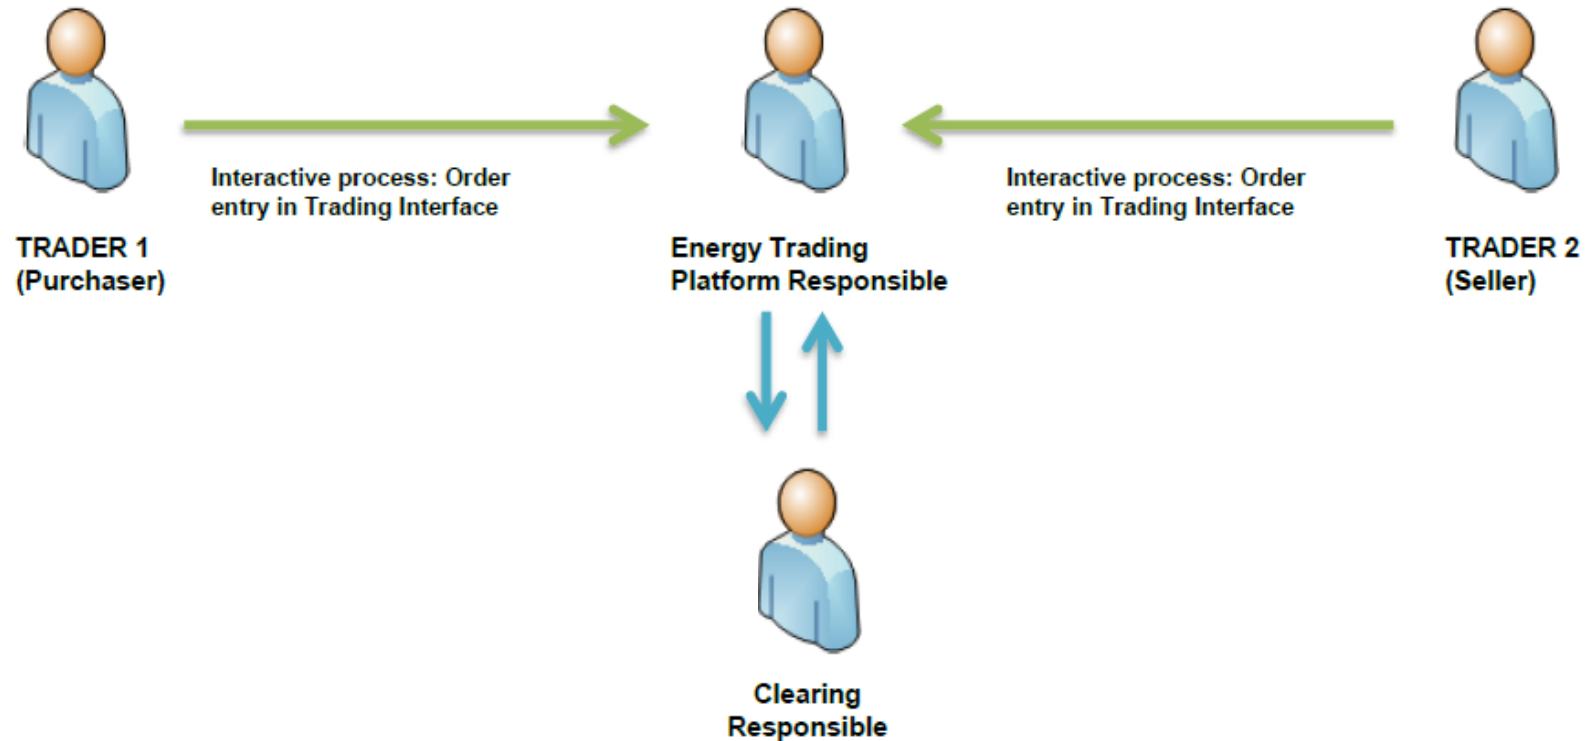 Interactive process: Order
entry in Trading Interface
Interactive process: Order
entry in Trading Interface
TRADER 1
(Purchaser)
Energy Trading
Platform Responsible
TRADER 2
(Seller)
Clearing
Responsible